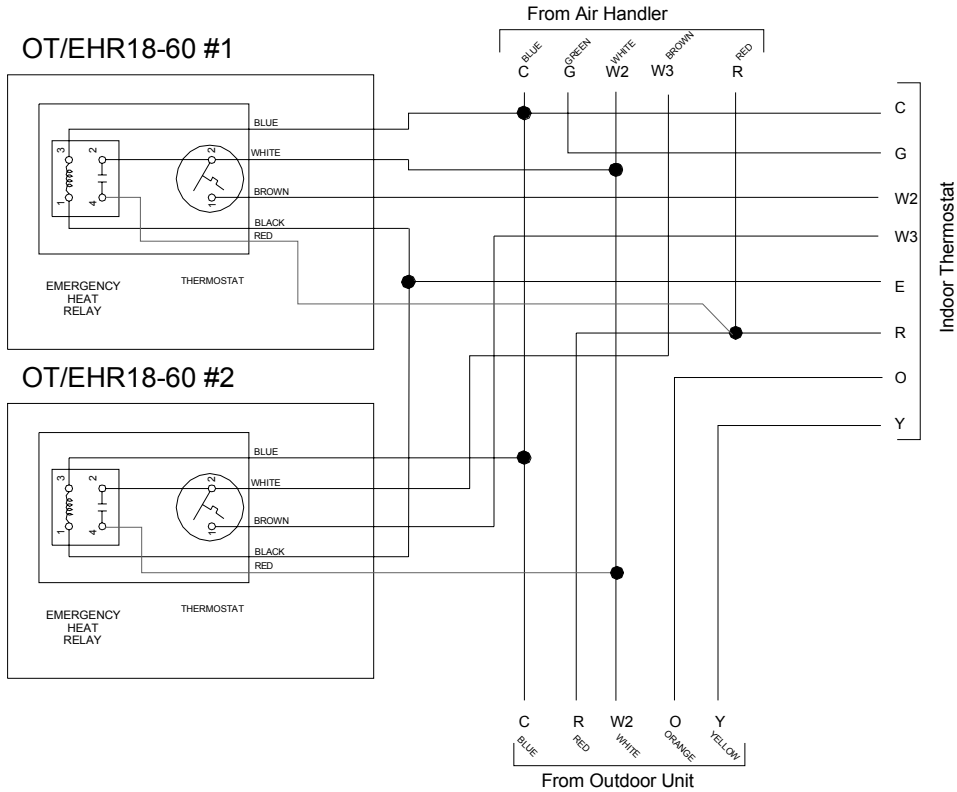 From Air Handler
BLUE GREEN WHITE BROWN RED
C G W2 W3 R
OT/EHR18-60 #1
3 2
1 4
2
1
BLUE
WHITE
BROWN
BLACK
RED
EMERGENCY
HEAT
RELAY
THERMOSTAT
C
G
W2
W3
E
R
O
Y
Indoor Thermostat
OT/EHR18-60 #2
3 2
1 4
2
1
BLUE
WHITE
BROWN
BLACK
RED
EMERGENCY
HEAT
RELAY
THERMOSTAT
C R W2 O Y
BLUE RED WHITE ORANGE YELLOW
From Outdoor Unit